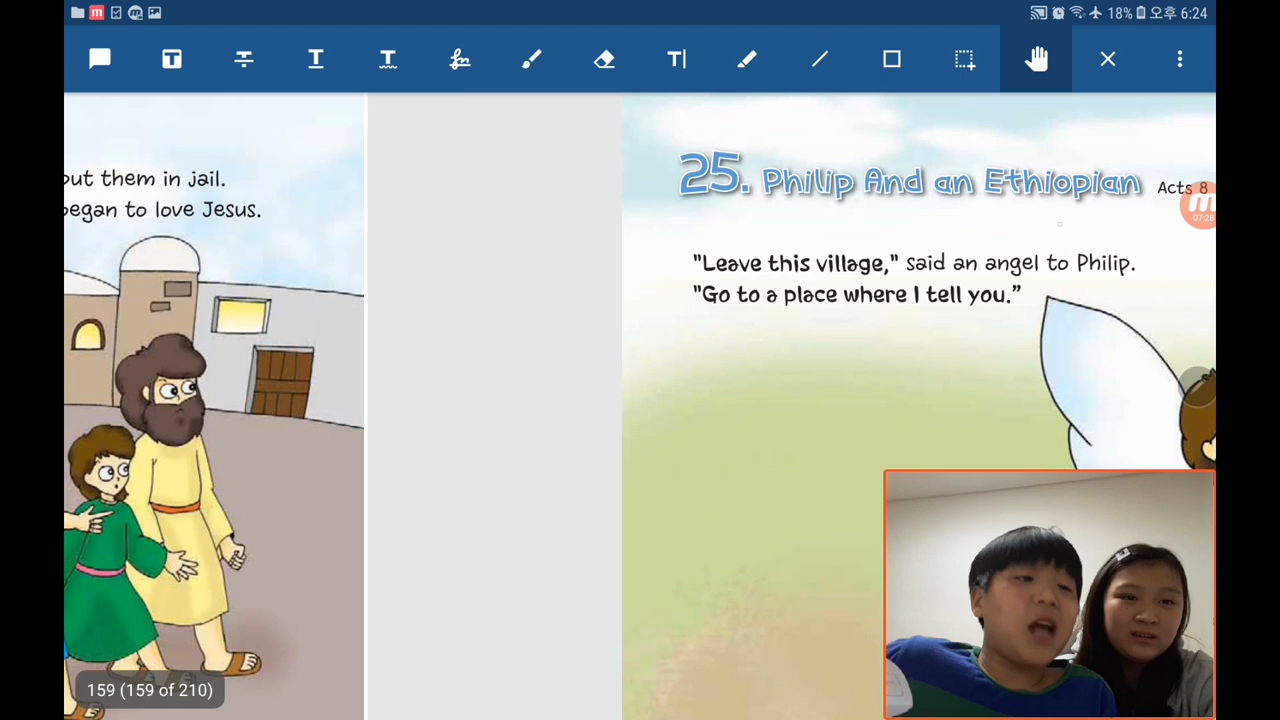 18% 오후 6:24
out them in jail.
began to love Jesus.
25. Philip And an Ethiopian Acts 8
07:28
"Leave this village," said an angel to Philip.
"Go to a place where I tell you.”
159 (159 of 210)